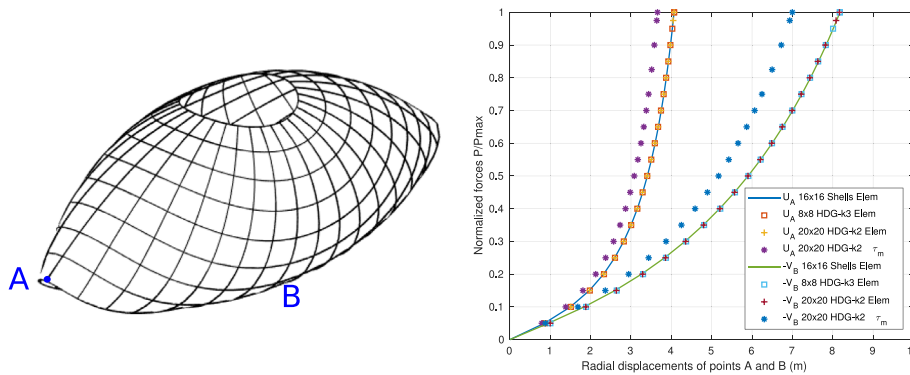 A
B
Normalized forces P/Pmax
1
0.9
0.8
0.7
0.6
0.5
0.4
0.3
0.2
0.1
0
0 1 2 3 4 5 6 7 8 9
Radial displacements of points A and B (m)
U_A 16x16 Shells Elem
U_A 8x8 HDG-k3 Elem
U_A 20x20 HDG-k2 Elem
U_A 20x20 HDG-k2 τ_m
-V_B 16x16 Shells Elem
-V_B 8x8 HDG-k3 Elem
-V_B 20x20 HDG-k2 Elem
-V_B 20x20 HDG-k2 τ_m